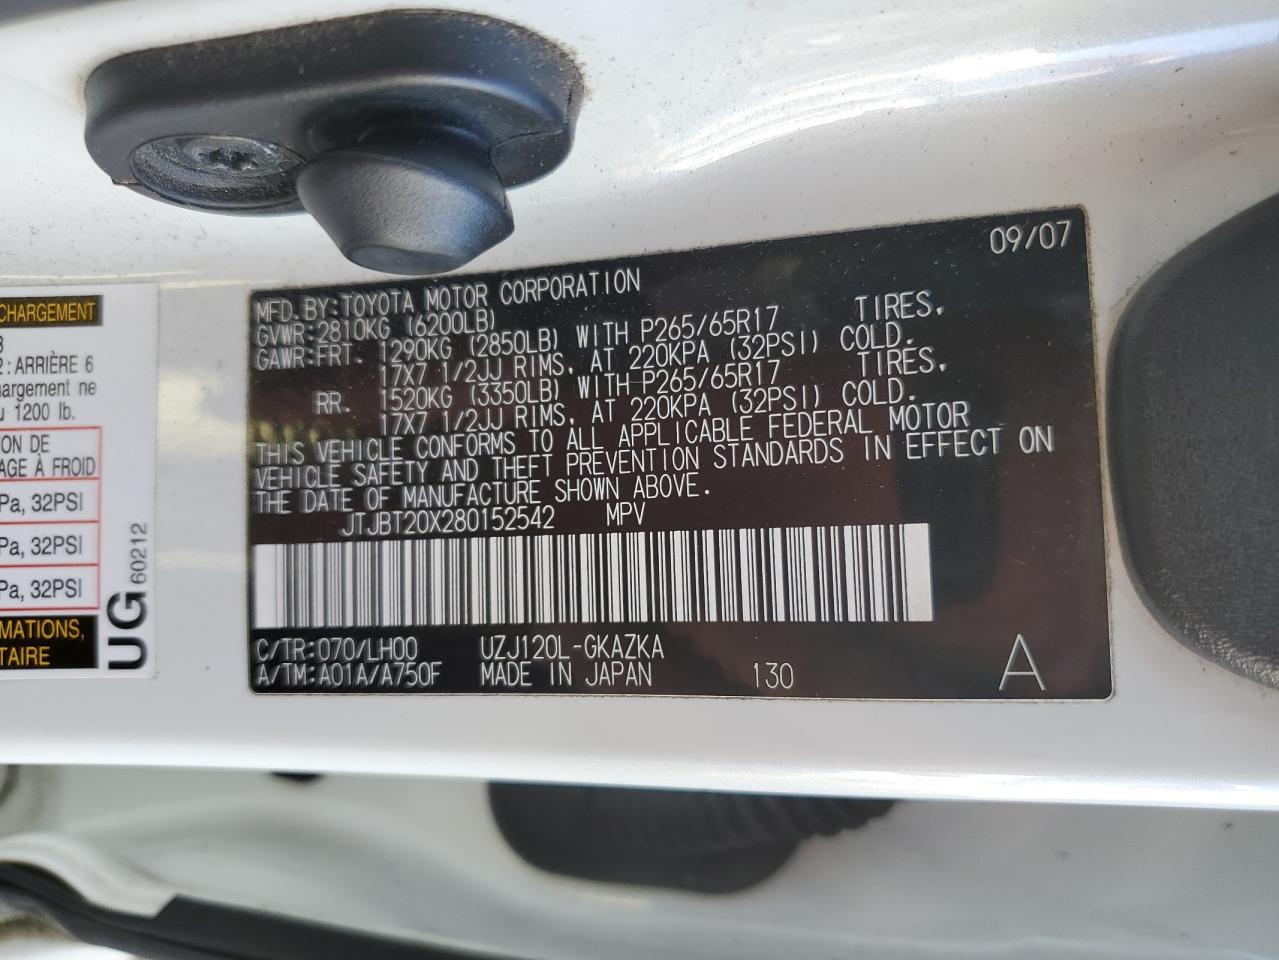 09/07
MFD.BY:TOYOTA MOTOR CORPORATION
GVWR:2810KG (6200LB)
GAWR:FRT. 1290KG (2850LB) WITH P265/65R17 TIRES,
17X7 1/2JJ RIMS, AT 220KPA (32PSI) COLD.
RR. 1520KG (3350LB) WITH P265/65R17 TIRES,
17X7 1/2JJ RIMS, AT 220KPA (32PSI) COLD.
THIS VEHICLE CONFORMS TO ALL APPLICABLE FEDERAL MOTOR
VEHICLE SAFETY AND THEFT PREVENTION STANDARDS IN EFFECT ON
THE DATE OF MANUFACTURE SHOWN ABOVE.
JTJBT20X280152542 MPV
C/TR:070/LH00 UZJ120L-GKAZKA
A/TM:A01A/A750F MADE IN JAPAN 130 A
CHARGEMENT
: ARRIÈRE 6
argement ne
1200 lb.
ION DE
AGE À FROID
Pa, 32PSI
Pa, 32PSI
Pa, 32PSI
MATIONS,
TAIRE
UG 60212